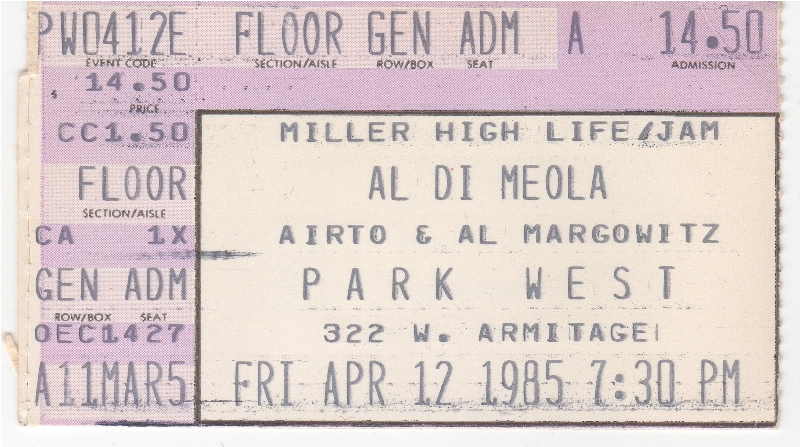 PW0412E FLOOR GEN ADM A 14.50
EVENT CODE SECTION/AISLE ROW/BOX SEAT ADMISSION
$ 14.50
PRICE
CC1.50 MILLER HIGH LIFE/JAM
FLOOR AL DI MEOLA
SECTION/AISLE
CA 1X AIRTO & AL MARGOWITZ
GEN ADM PARK WEST
ROW/BOX SEAT
OEC1427 322 W. ARMITAGE
A11MAR5 FRI APR 12 1985 7:30 PM